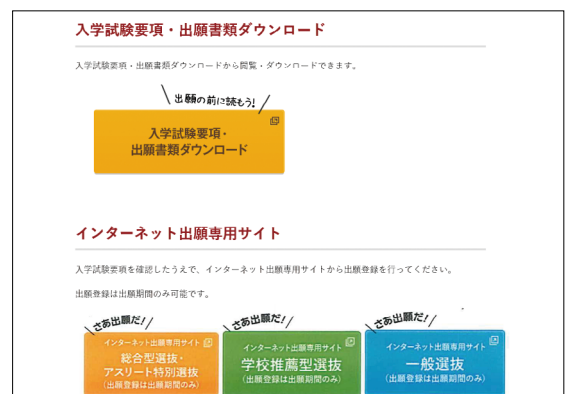 入学試験要項・出願書類ダウンロード
入学試験要項・出願書類ダウンロードから閲覧・ダウンロードできます。
出願の前に読もう!
入学試験要項・
出願書類ダウンロード
インターネット出願専用サイト
入学試験要項を確認したうえで、インターネット出願専用サイトから出願登録を行ってください。
出願登録は出願期間のみ可能です。
さあ出願だ!
インターネット出願専用サイト
総合型選抜・
アスリート特別選抜
(出願登録は出願期間のみ)
さあ出願だ!
インターネット出願専用サイト
学校推薦型選抜
(出願登録は出願期間のみ)
さあ出願だ!
インターネット出願専用サイト
一般選抜
(出願登録は出願期間のみ)